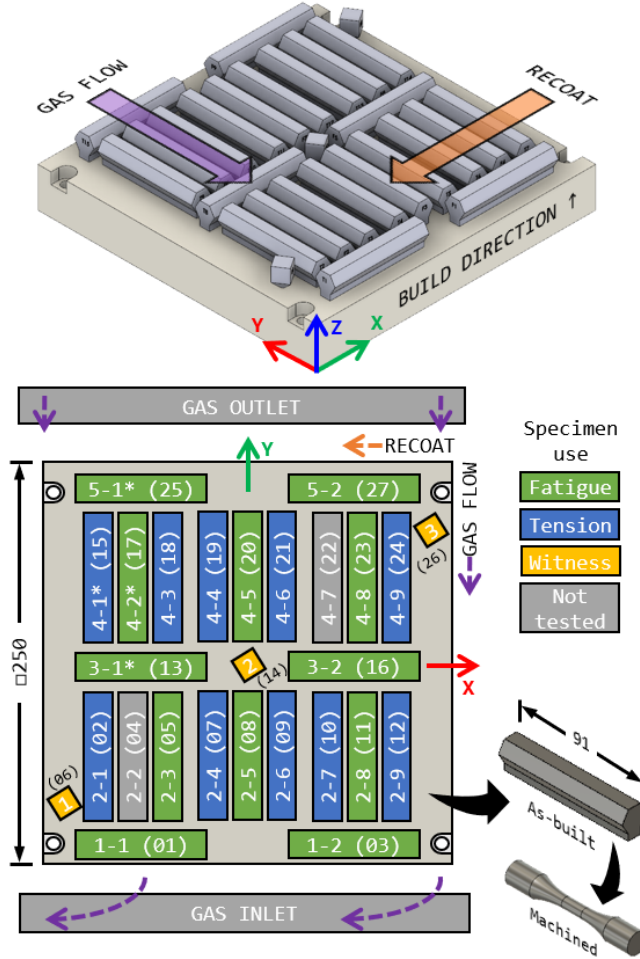 GAS FLOW
RECOAT
BUILD DIRECTION ↑
Y
Z
X
GAS OUTLET
Y
RECOAT
Specimen
use
Fatigue
Tension
Witness
Not
tested
GAS FLOW
□250
5-1* (25)
5-2 (27)
4-1* (15)
4-2* (17)
4-3 (18)
4-4 (19)
4-5 (20)
4-6 (21)
4-7 (22)
4-8 (23)
4-9 (24)
3
(26)
3-1* (13)
2
(14)
3-2 (16)
X
(06)
1
2-1 (02)
2-2 (04)
2-3 (05)
2-4 (07)
2-5 (08)
2-6 (09)
2-7 (10)
2-8 (11)
2-9 (12)
1-1 (01)
1-2 (03)
GAS INLET
91
As-built
Machined